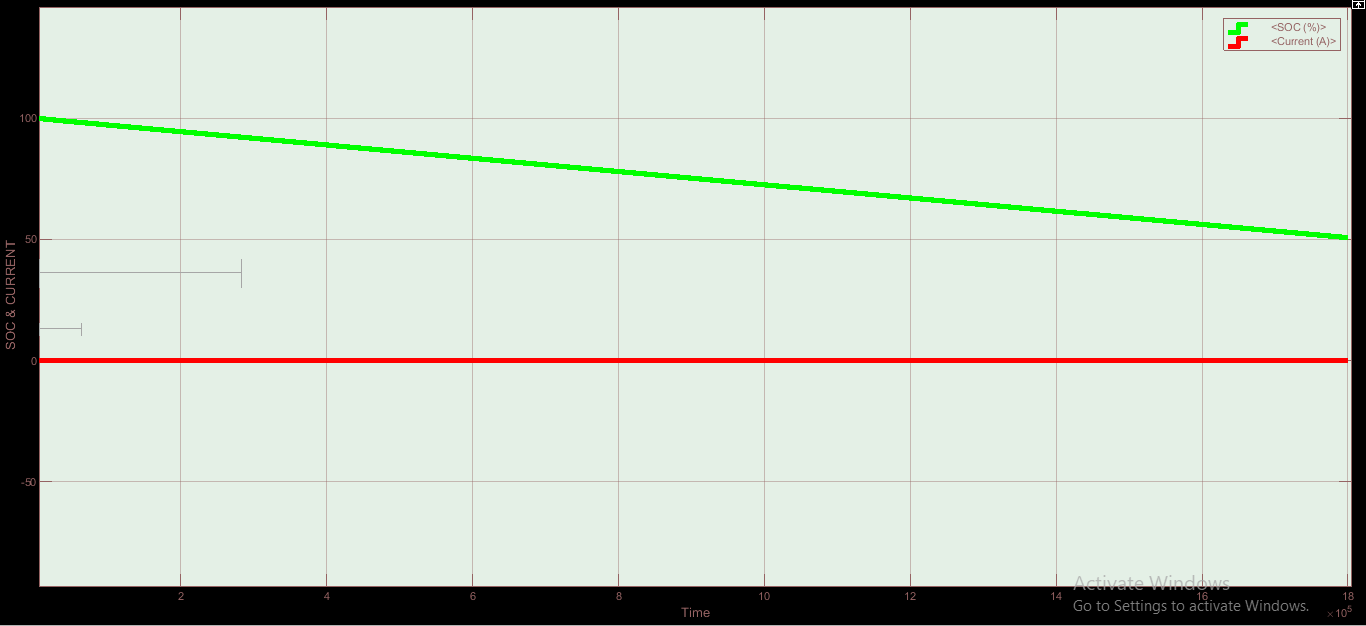 <SOC (%)>
<Current (A)>
100
50
0
-50
SOC & CURRENT
2 4 6 8 10 12 14 16 18
Time
×10⁵
Activate Windows
Go to Settings to activate Windows.